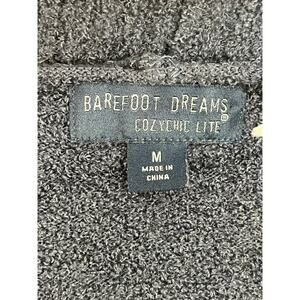 BAREFOOT DREAMS
®
COZYCHIC LITE
M
MADE IN
CHINA